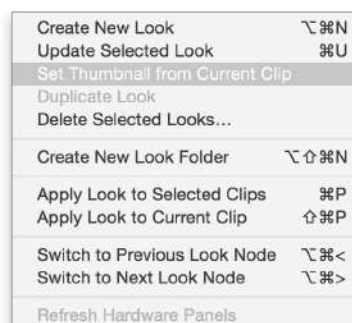 Create New Look ⌥⌘N
Update Selected Look ⌘U
Set Thumbnail from Current Clip
Duplicate Look
Delete Selected Looks...
Create New Look Folder ⌥⇧⌘N
Apply Look to Selected Clips ⌘P
Apply Look to Current Clip ⇧⌘P
Switch to Previous Look Node ⌥⌘<
Switch to Next Look Node ⌥⌘>
Refresh Hardware Panels